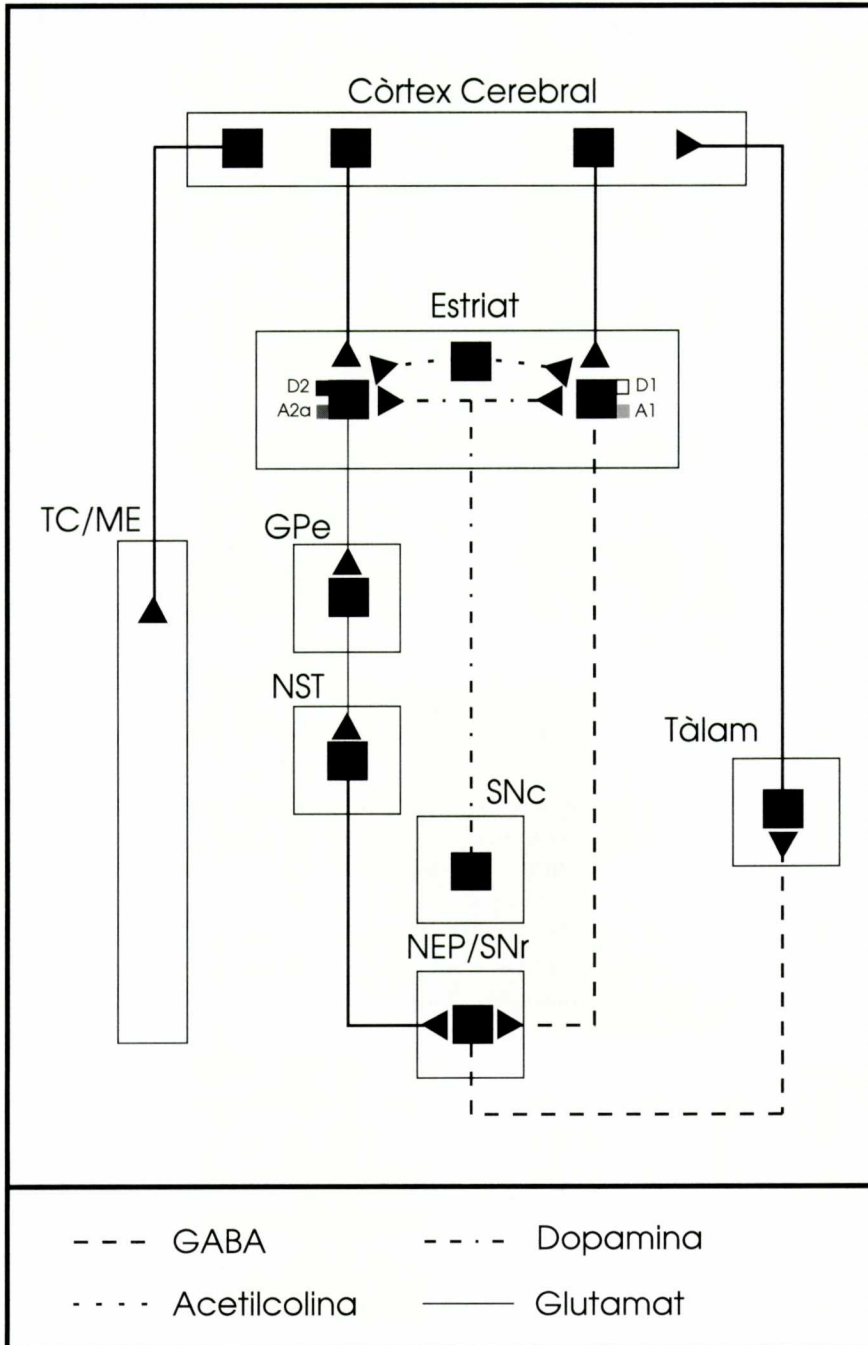 Còrtex Cerebral
Estriat
D2
D1
A2a
A1
TC/ME
GPe
NST
Tàlam
SNc
NEP/SNr
GABA
Dopamina
Acetilcolina
Glutamat